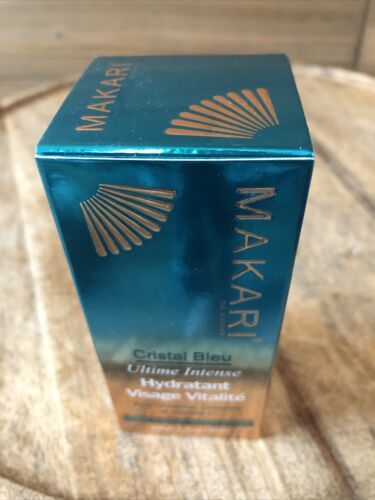 MAKARI
MAKARI
Cristal Bleu
Ultime Intense
Hydratant
Visage Vitalité